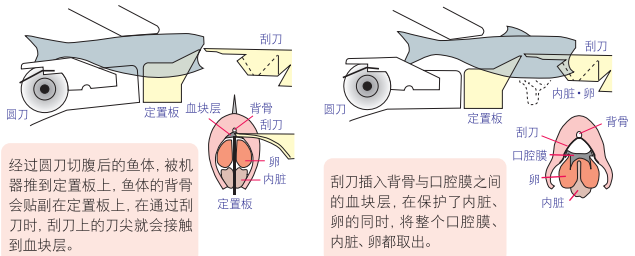 刮刀
圆刀
定置板
血块层
背骨
刮刀
卵
内脏
定置板
经过圆刀切腹后的鱼体，被机
器推到定置板上，鱼体的背骨
会贴副在定置板上，在通过刮
刀时，刮刀上的刀尖就会接触
到血块层。
刮刀
内脏・卵
圆刀
定置板
背骨
刮刀
口腔膜
卵
内脏
刮刀插入背骨与口腔膜之间
的血块层，在保护了内脏、
卵的同时，将整个口腔膜、
内脏、卵都取出。